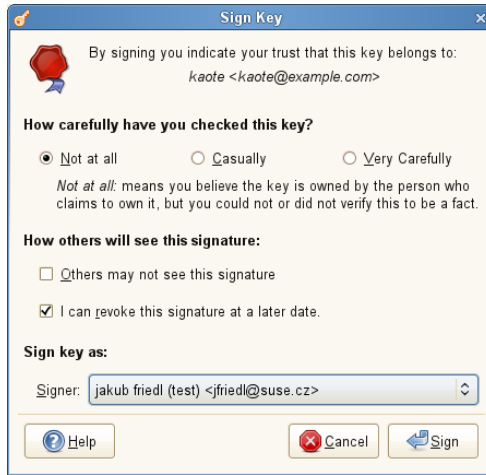 Sign Key
By signing you indicate your trust that this key belongs to:
kaote <kaote@example.com>
How carefully have you checked this key?
Not at all Casually Very Carefully
Not at all: means you believe the key is owned by the person who
claims to own it, but you could not or did not verify this to be a fact.
How others will see this signature:
Others may not see this signature
I can revoke this signature at a later date.
Sign key as:
Signer: jakub friedl (test) <jfriedl@suse.cz>
Help Cancel Sign